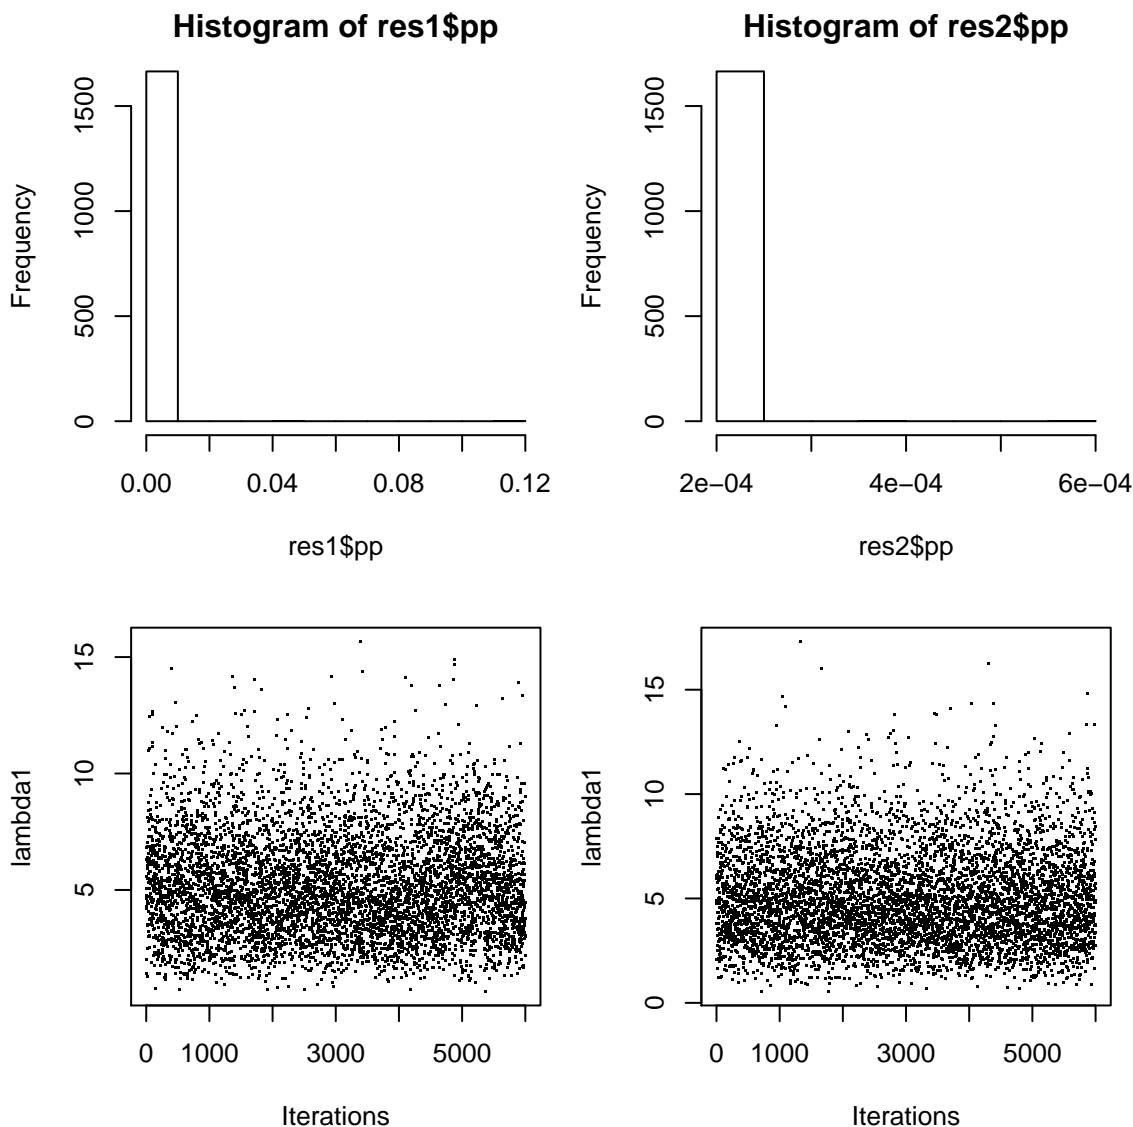 Histogram of res1$pp
Frequency
0 500 1000 1500
0.00 0.04 0.08 0.12
res1$pp
Histogram of res2$pp
Frequency
0 500 1000 1500
2e−04 4e−04 6e−04
res2$pp
lambda1
5 10 15
0 1000 3000 5000
Iterations
lambda1
0 5 10 15
0 1000 3000 5000
Iterations